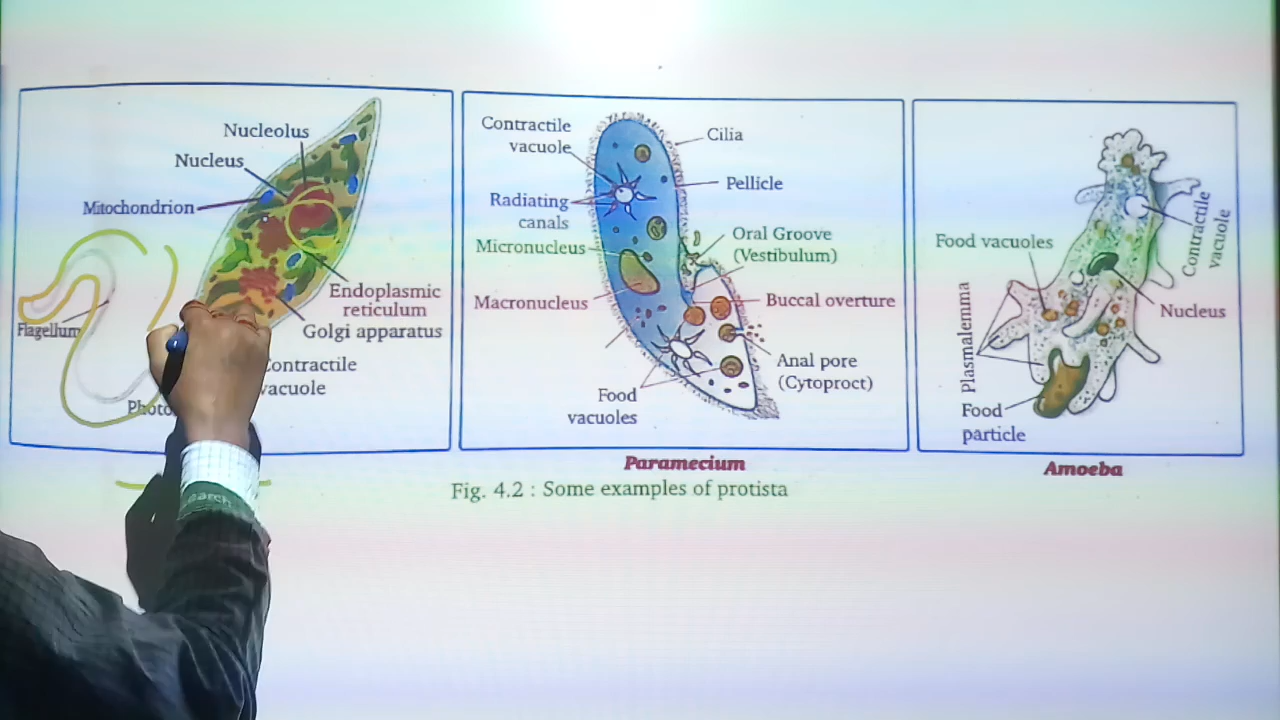 Nucleolus
Nucleus
Mitochondrion
Flagellum
Endoplasmic
reticulum
Golgi apparatus
Contractile
vacuole
Contractile
vacuole
Radiating
canals
Micronucleus
Macronucleus
Food
vacuoles
Cilia
Pellicle
Oral Groove
(Vestibulum)
Buccal overture
Anal pore
(Cytoproct)
Paramecium
Food vacuoles
Plasmalemma
Food
particle
Contractile
vacuole
Nucleus
Amoeba
Fig. 4.2 : Some examples of protista